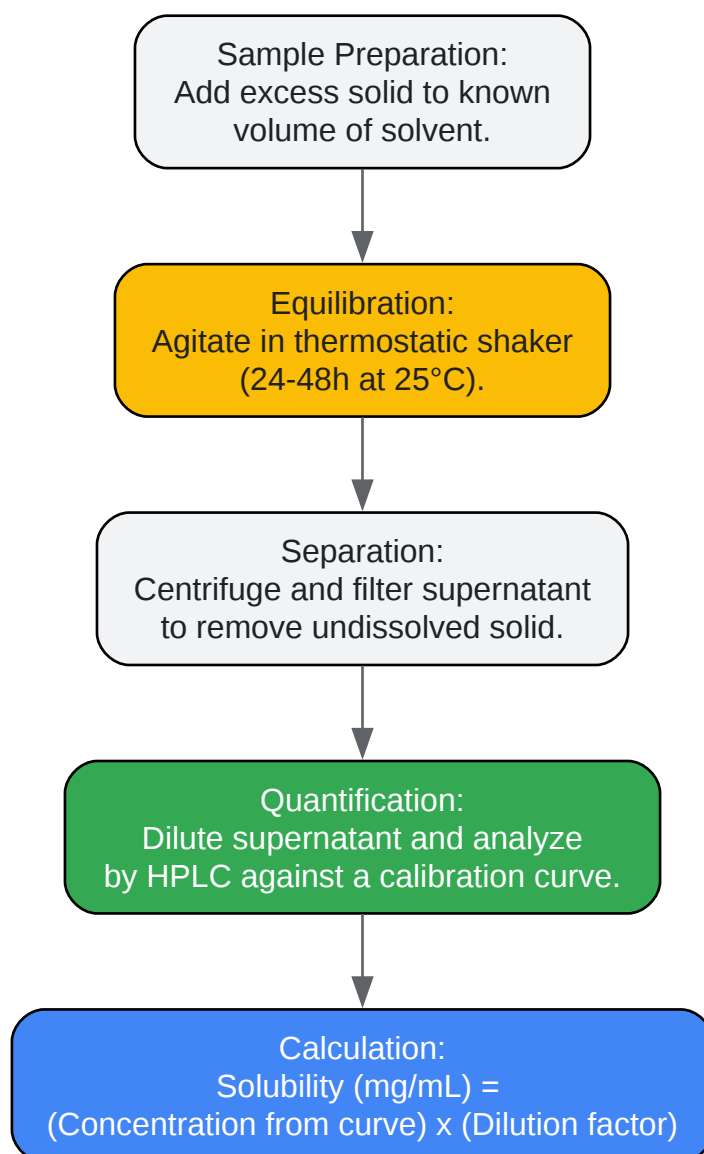 Sample Preparation:
Add excess solid to known
volume of solvent.
Equilibration:
Agitate in thermostatic shaker
(24-48h at 25°C).
Separation:
Centrifuge and filter supernatant
to remove undissolved solid.
Quantification:
Dilute supernatant and analyze
by HPLC against a calibration curve.
Calculation:
Solubility (mg/mL) =
(Concentration from curve) x (Dilution factor)